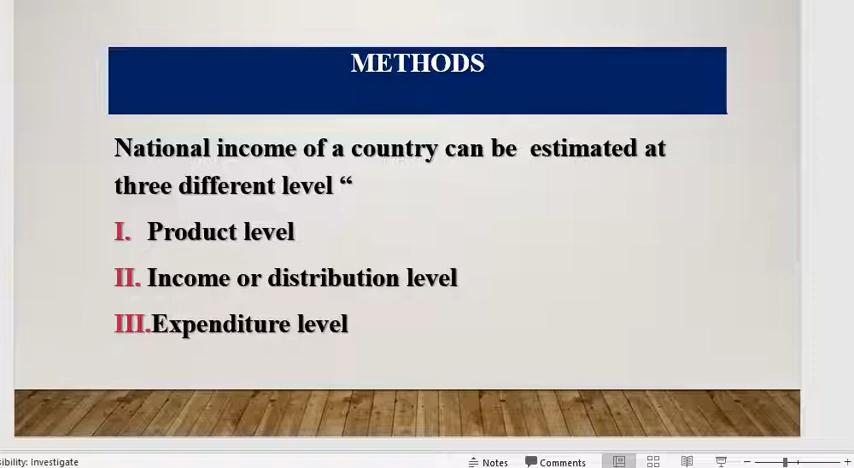 METHODS
National income of a country can be estimated at
three different level “
I. Product level
II. Income or distribution level
III.Expenditure level
sibility: Investigate
Notes
Comments